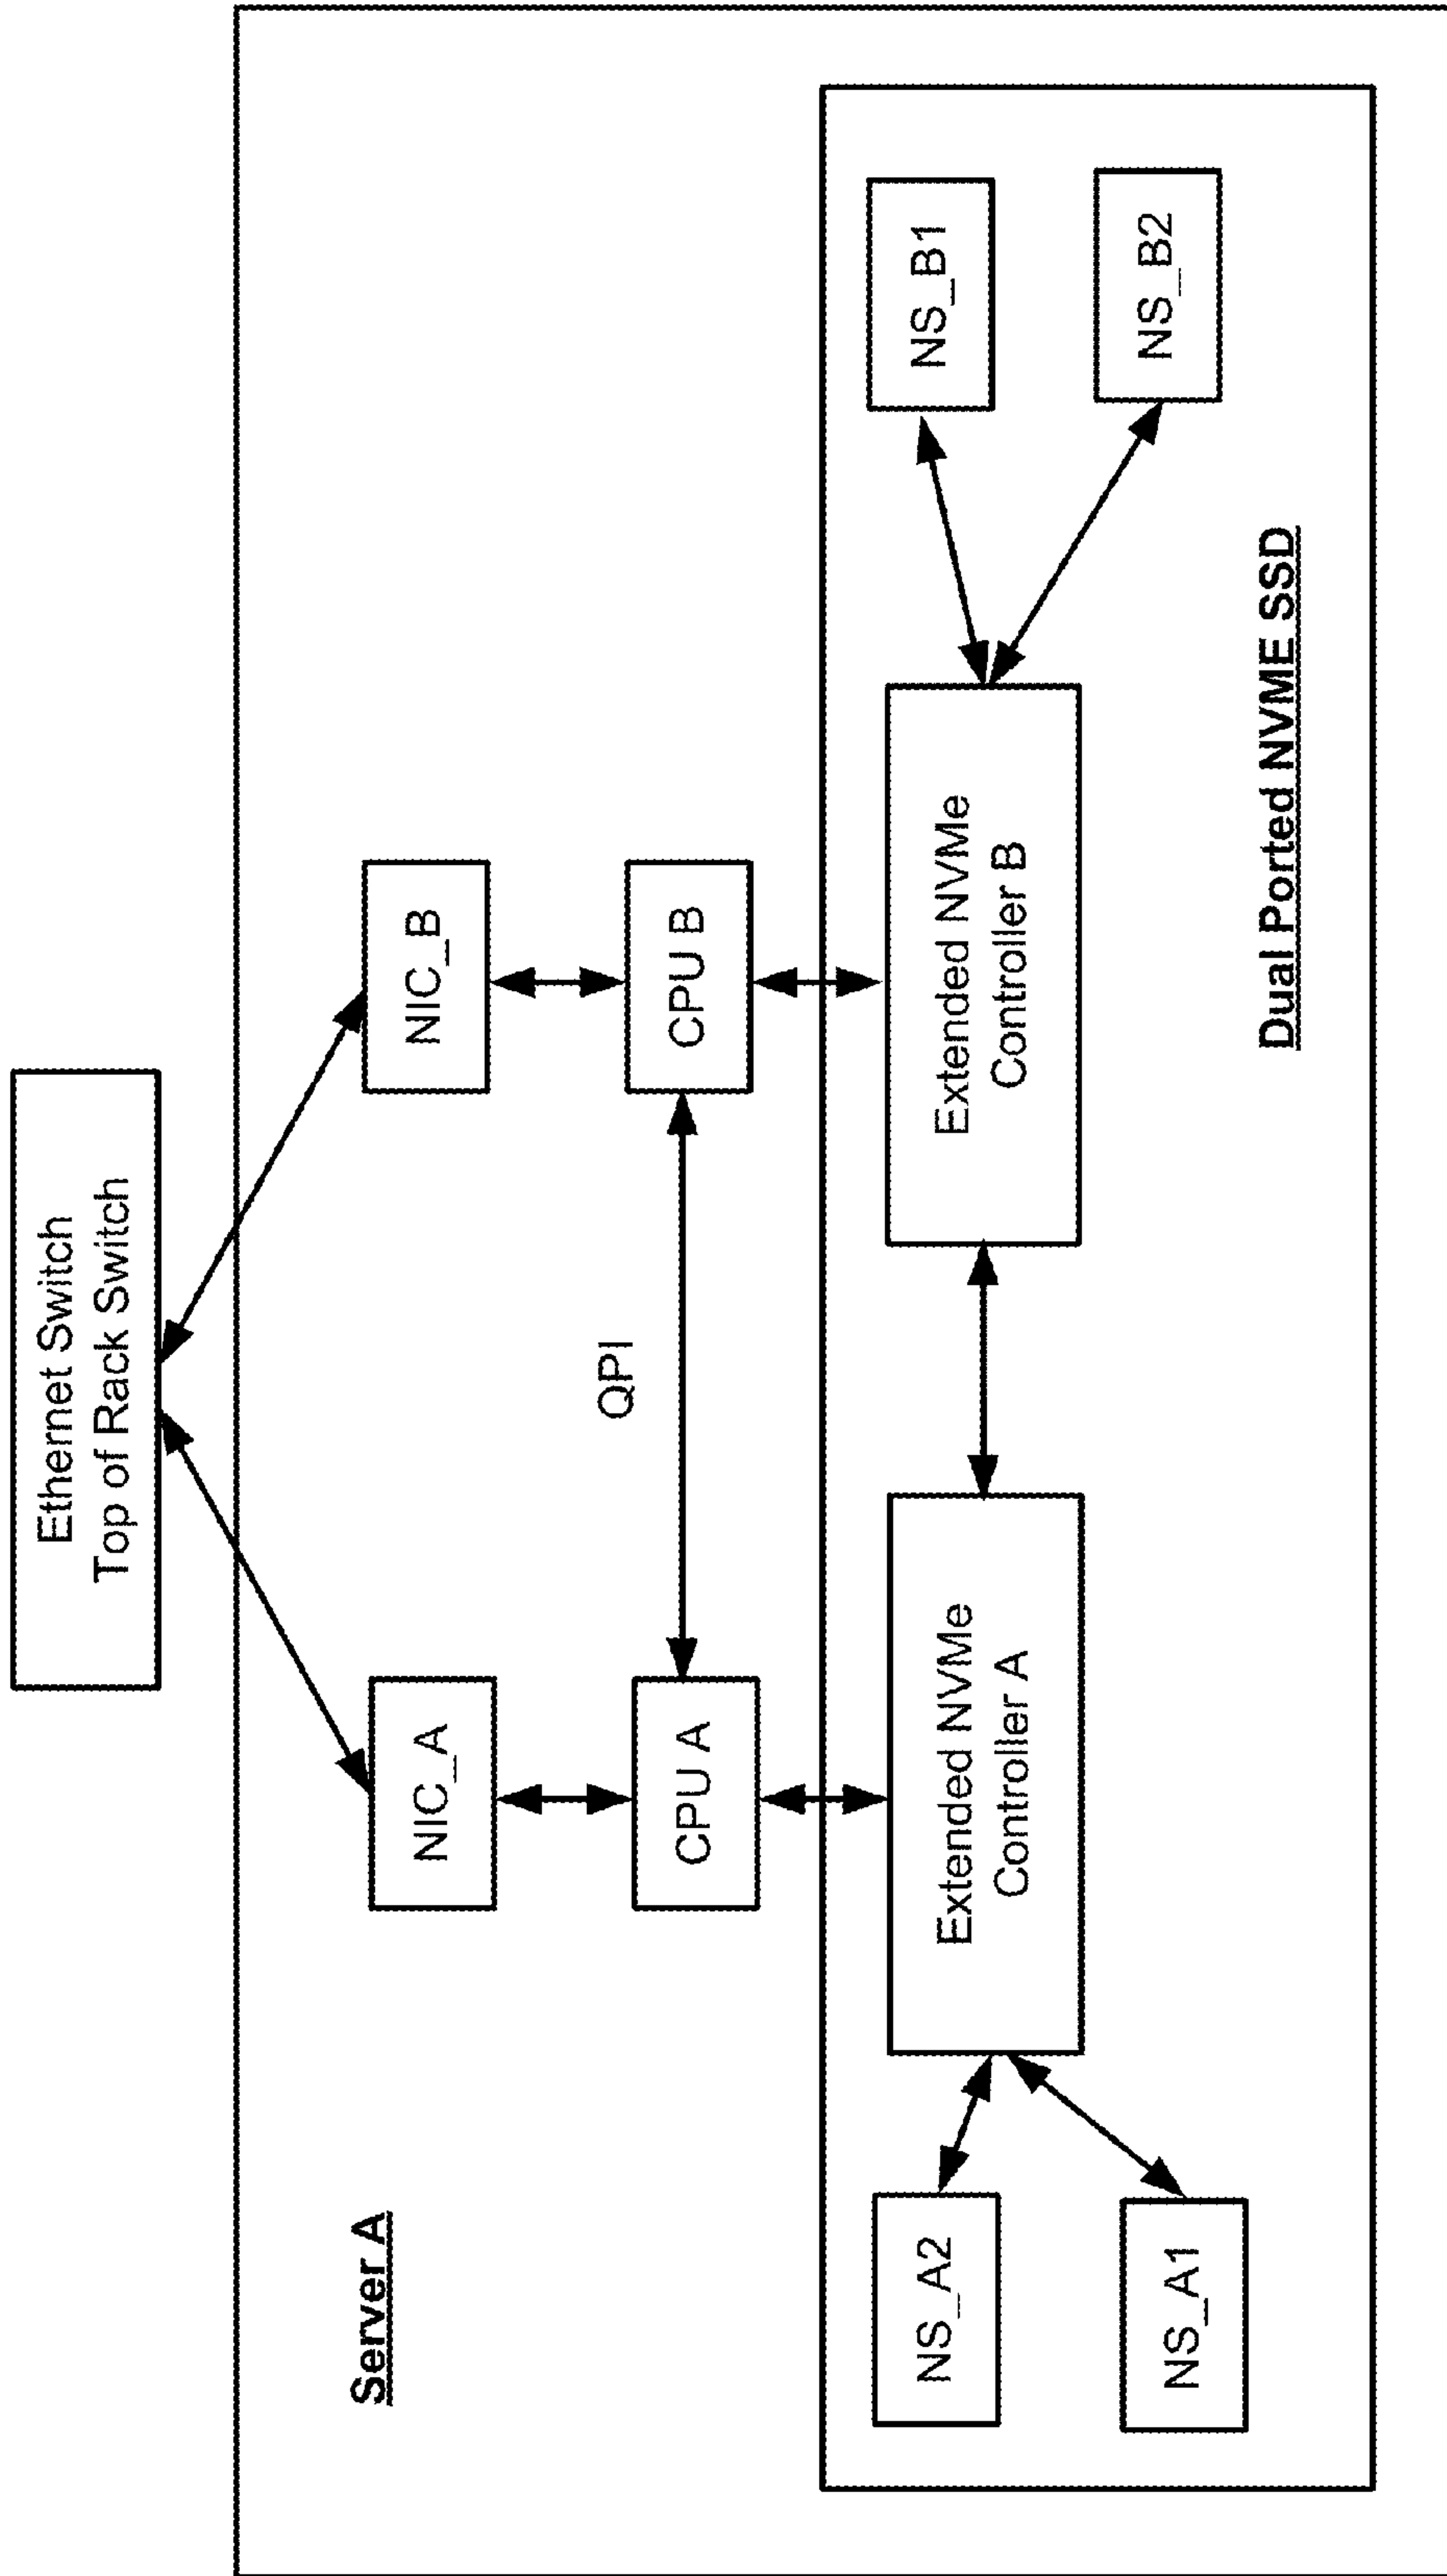 Ethernet Switch
Top of Rack Switch
Server A
NIC_A
NIC_B
CPU A
QPI
CPU B
NS_A2
Extended NVMe
Controller A
Extended NVMe
Controller B
NS_B1
NS_A1
NS_B2
Dual Ported NVME SSD